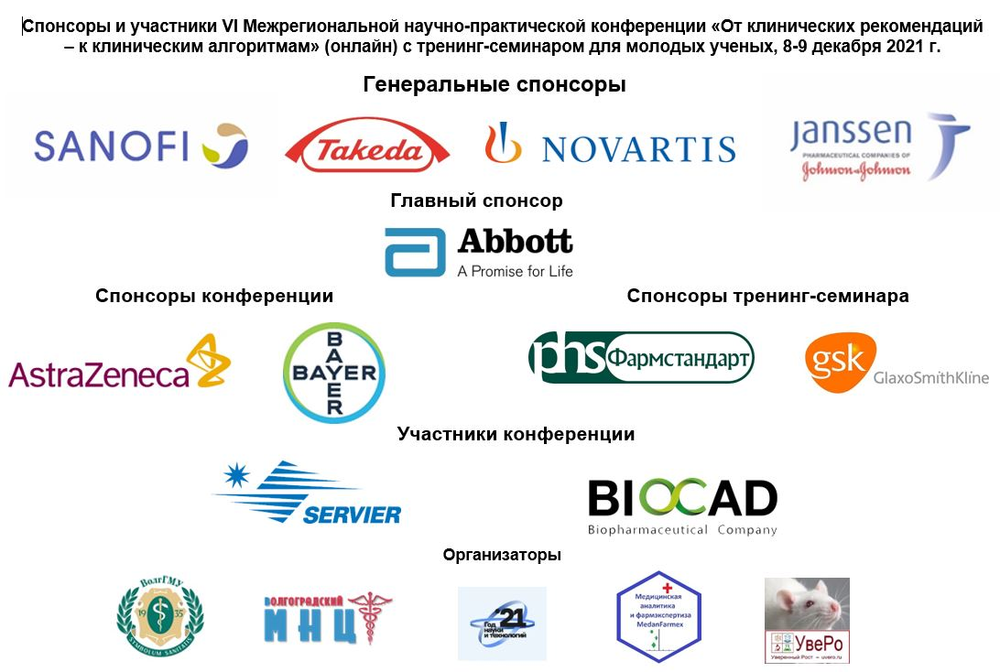 Спонсоры и участники VI Межрегиональной научно-практической конференции «От клинических рекомендаций
– к клиническим алгоритмам» (онлайн) с тренинг-семинаром для молодых ученых, 8-9 декабря 2021 г.
Генеральные спонсоры
SANOFI
Takeda
NOVARTIS
janssen
PHARMACEUTICAL COMPANIES OF
Johnson & Johnson
Главный спонсор
Abbott
A Promise for Life
Спонсоры конференции
Спонсоры тренинг-семинара
AstraZeneca
BAYER
BAYER
phs Фармстандарт
gsk
GlaxoSmithKline
Участники конференции
SERVIER
BIOCAD
Biopharmaceutical Company
Организаторы
ВолгГМУ
1935
SYMBOLUM SANITATIS
ВОЛГОГРАДСКИЙ
МНЦ
'21
Год
науки
и технологий
Медицинская
аналитика
и фармэкспертиза
MedanFarmex
УвеРо
Уверенный Рост – uvero.ru